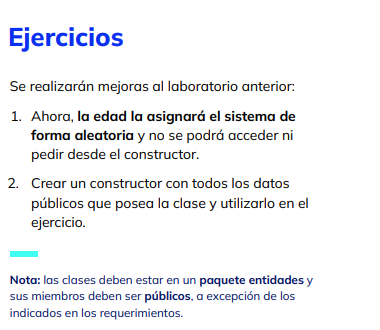 Ejercicios
Se realizarán mejoras al laboratorio anterior:
1. Ahora, la edad la asignará el sistema de
forma aleatoria y no se podrá acceder ni
pedir desde el constructor.
2. Crear un constructor con todos los datos
públicos que posea la clase y utilizarlo en el
ejercicio.
Nota: las clases deben estar en un paquete entidades y
sus miembros deben ser públicos, a excepción de los
indicados en los requerimientos.